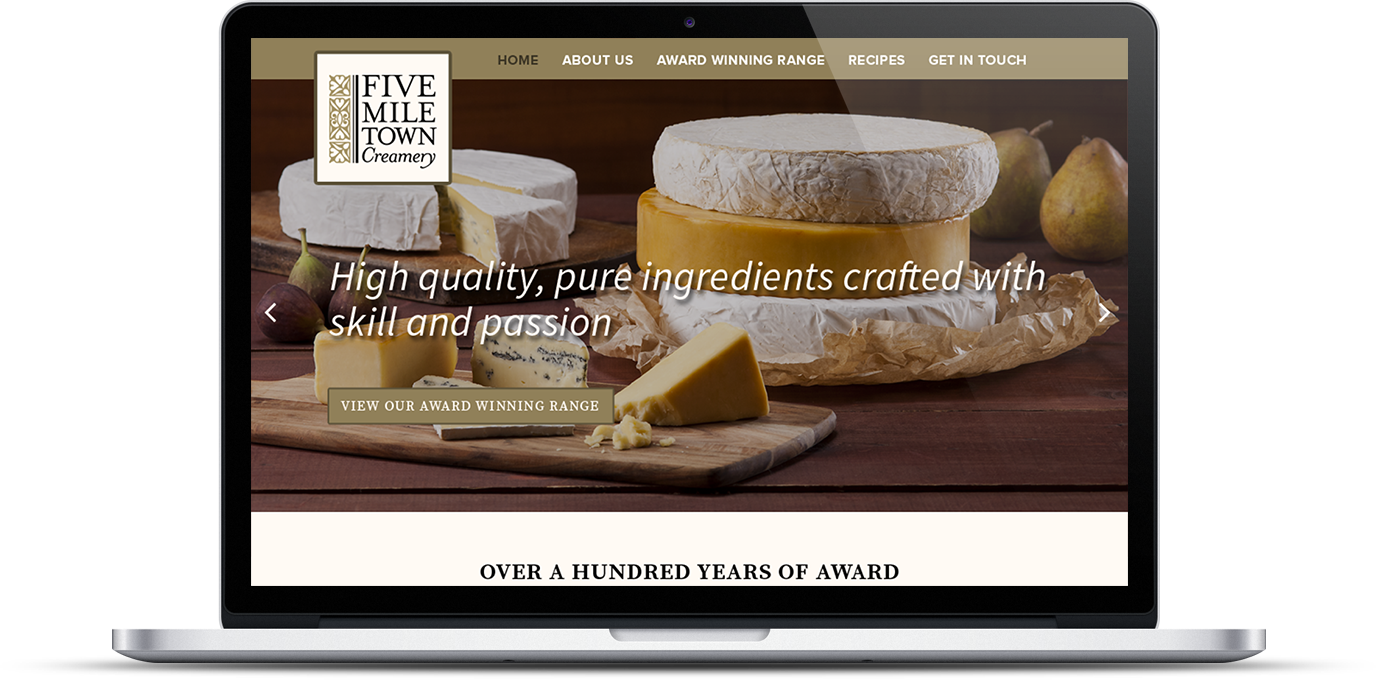 HOME ABOUT US AWARD WINNING RANGE RECIPES GET IN TOUCH
FIVE
MILE
TOWN
Creamery
High quality, pure ingredients crafted with
skill and passion
VIEW OUR AWARD WINNING RANGE
OVER A HUNDRED YEARS OF AWARD